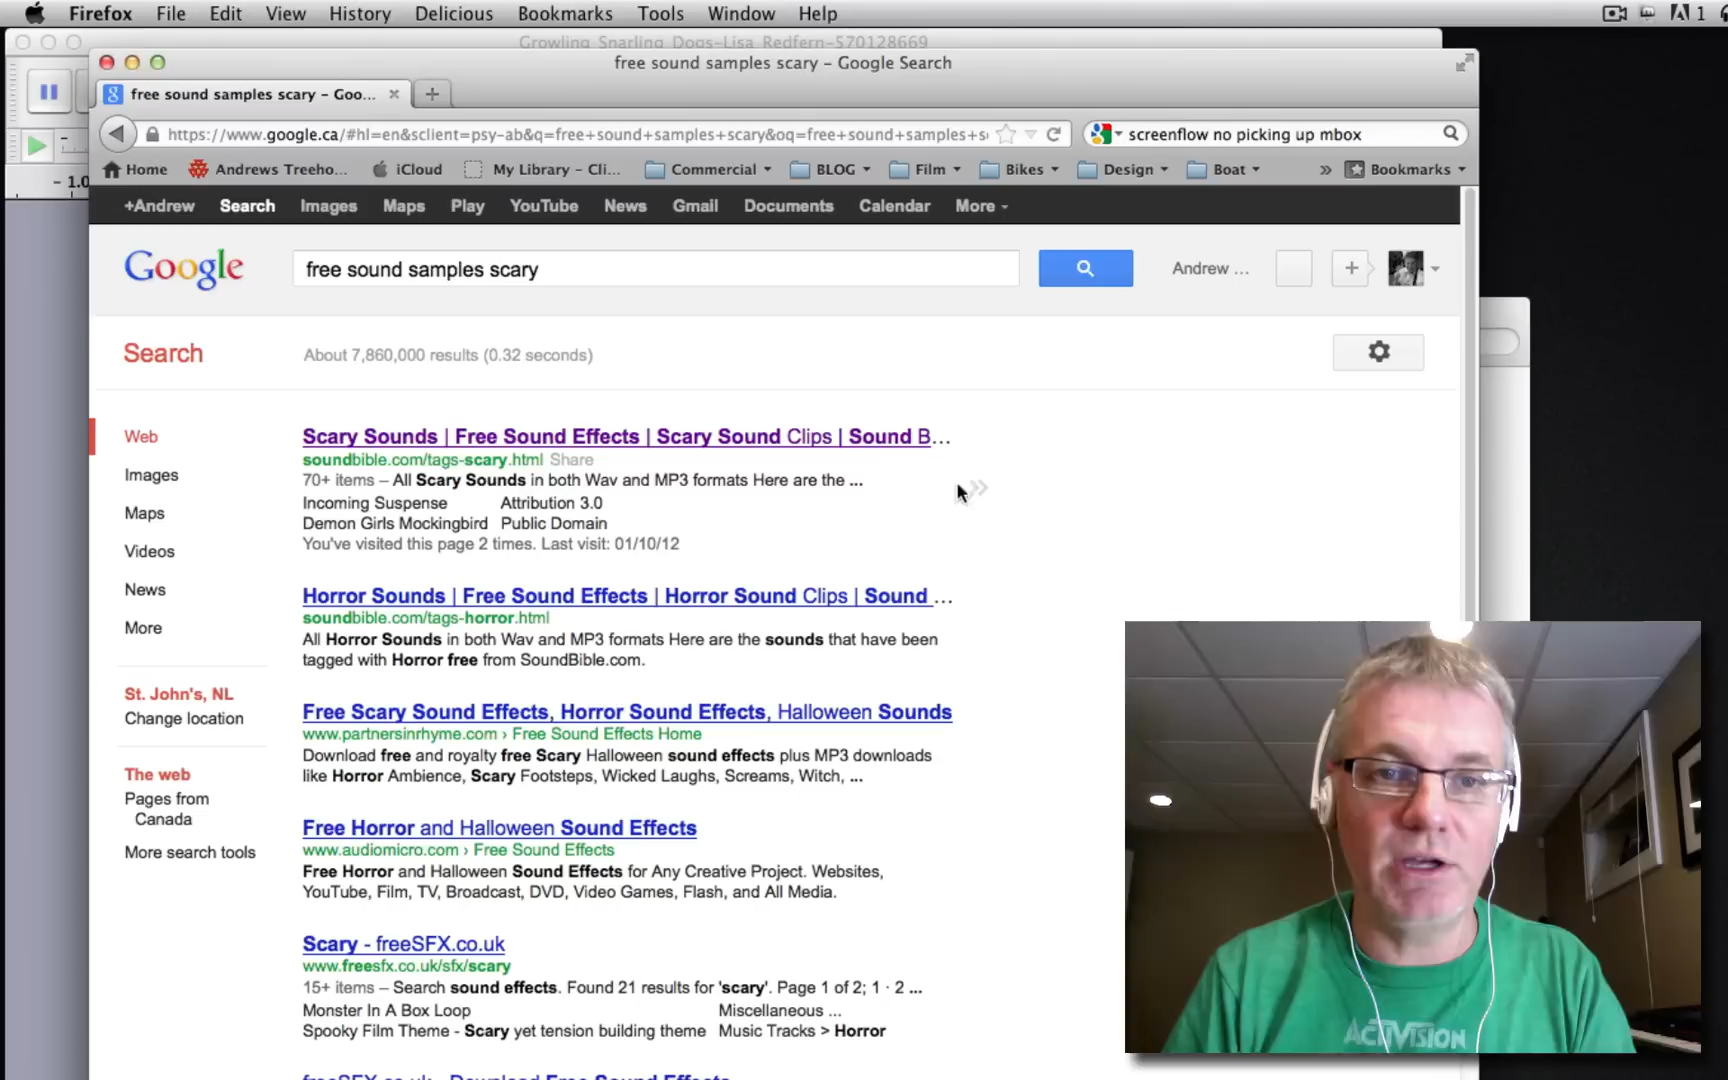 Firefox File Edit View History Delicious Bookmarks Tools Window Help 1
Growling_Snarling_Dogs-Lisa_Redfern-570128669
free sound samples scary – Google Search
free sound samples scary – Goo...
https://www.google.ca/#hl=en&sclient=psy-ab&q=free+sound+samples+scary&oq=free+sound+samples+s
screenflow no picking up mbox
Home Andrews Treeho... iCloud My Library – Cli... Commercial BLOG Film Bikes Design Boat » Bookmarks
– 1.0
+Andrew Search Images Maps Play YouTube News Gmail Documents Calendar More
Google
free sound samples scary
Andrew ...
+
Search
About 7,860,000 results (0.32 seconds)
Web
Images
Maps
Videos
News
More
St. John's, NL
Change location
The web
Pages from
Canada
More search tools
Scary Sounds | Free Sound Effects | Scary Sound Clips | Sound B...
soundbible.com/tags-scary.html Share
70+ items – All Scary Sounds in both Wav and MP3 formats Here are the ...
Incoming Suspense Attribution 3.0
Demon Girls Mockingbird Public Domain
You've visited this page 2 times. Last visit: 01/10/12
Horror Sounds | Free Sound Effects | Horror Sound Clips | Sound ...
soundbible.com/tags-horror.html
All Horror Sounds in both Wav and MP3 formats Here are the sounds that have been
tagged with Horror free from SoundBible.com.
Free Scary Sound Effects, Horror Sound Effects, Halloween Sounds
www.partnersinrhyme.com › Free Sound Effects Home
Download free and royalty free Scary Halloween sound effects plus MP3 downloads
like Horror Ambience, Scary Footsteps, Wicked Laughs, Screams, Witch, ...
Free Horror and Halloween Sound Effects
www.audiomicro.com › Free Sound Effects
Free Horror and Halloween Sound Effects for Any Creative Project. Websites,
YouTube, Film, TV, Broadcast, DVD, Video Games, Flash, and All Media.
Scary - freeSFX.co.uk
www.freesfx.co.uk/sfx/scary
15+ items – Search sound effects. Found 21 results for 'scary'. Page 1 of 2; 1 · 2 ...
Monster In A Box Loop Miscellaneous ...
Spooky Film Theme - Scary yet tension building theme Music Tracks > Horror
freeSFX.co.uk - Download Free Sound Effects
ACTIVISION